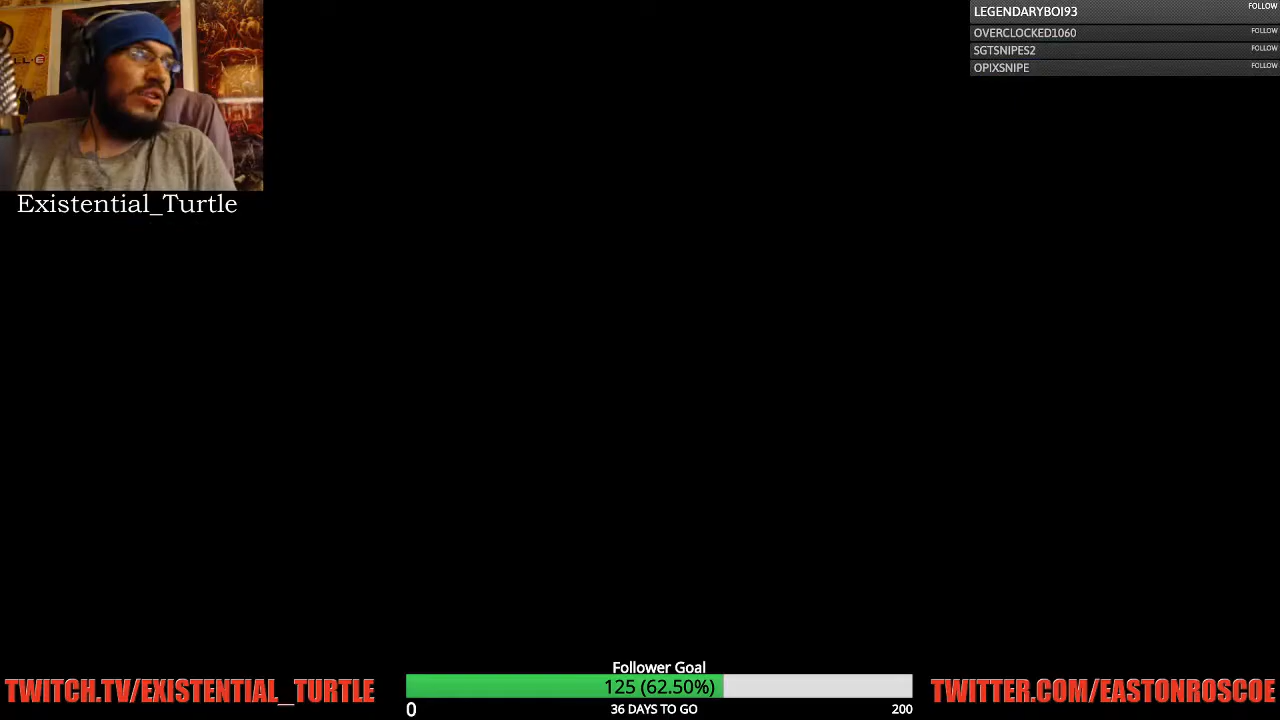 LEGENDARYBOI93 FOLLOW
OVERCLOCKED1060 FOLLOW
SGTSNIPES2 FOLLOW
OPIXSNIPE FOLLOW
Existential_Turtle
Follower Goal
125 (62.50%)
0 36 DAYS TO GO 200
TWITCH.TV/EXISTENTIAL_TURTLE
TWITTER.COM/EASTONROSCOE